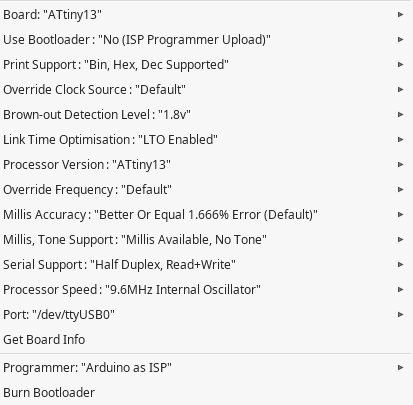 Board: "ATtiny13"
Use Bootloader: "No (ISP Programmer Upload)"
Print Support: "Bin, Hex, Dec Supported"
Override Clock Source: "Default"
Brown-out Detection Level: "1.8v"
Link Time Optimisation: "LTO Enabled"
Processor Version: "ATtiny13"
Override Frequency: "Default"
Millis Accuracy: "Better Or Equal 1.666% Error (Default)"
Millis, Tone Support: "Millis Available, No Tone"
Serial Support: "Half Duplex, Read+Write"
Processor Speed: "9.6MHz Internal Oscillator"
Port: "/dev/ttyUSB0"
Get Board Info
Programmer: "Arduino as ISP"
Burn Bootloader